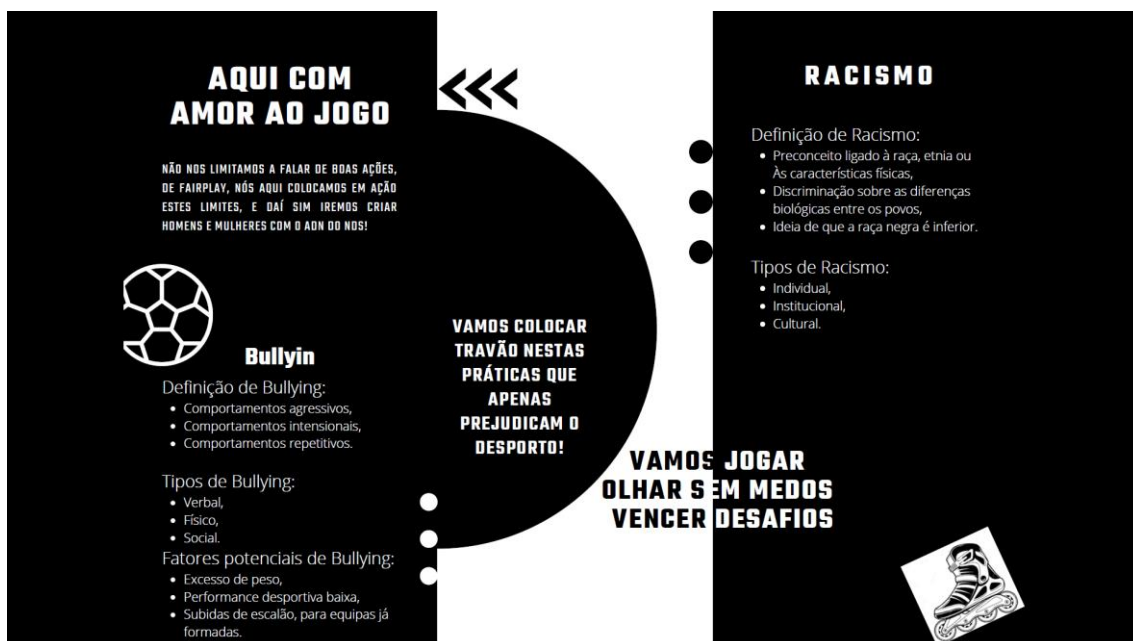 AQUI COM
AMOR AO JOGO
NÃO NOS LIMITAMOS A FALAR DE BOAS AÇÕES,
DE FAIRPLAY, NÓS AQUI COLOCAMOS EM AÇÃO
ESTES LIMITES, E DAÍ SIM IREMOS CRIAR
HOMENS E MULHERES COM O ADN DO NDS!
Bullyin
Definição de Bullying:
• Comportamentos agressivos,
• Comportamentos intensionais,
• Comportamentos repetitivos.
Tipos de Bullying:
• Verbal,
• Físico,
• Social.
Fatores potenciais de Bullying:
• Excesso de peso,
• Performance desportiva baixa,
• Subidas de escalão, para equipas já
formadas.
VAMOS COLOCAR
TRAVÃO NESTAS
PRÁTICAS QUE
APENAS
PREJUDICAM O
DESPORTO!
VAMOS JOGAR
OLHAR SEM MEDOS
VENCER DESAFIOS
RACISMO
Definição de Racismo:
• Preconceito ligado à raça, etnia ou
Às características físicas,
• Discriminação sobre as diferenças
biológicas entre os povos,
• Ideia de que a raça negra é inferior.
Tipos de Racismo:
• Individual,
• Institucional,
• Cultural.